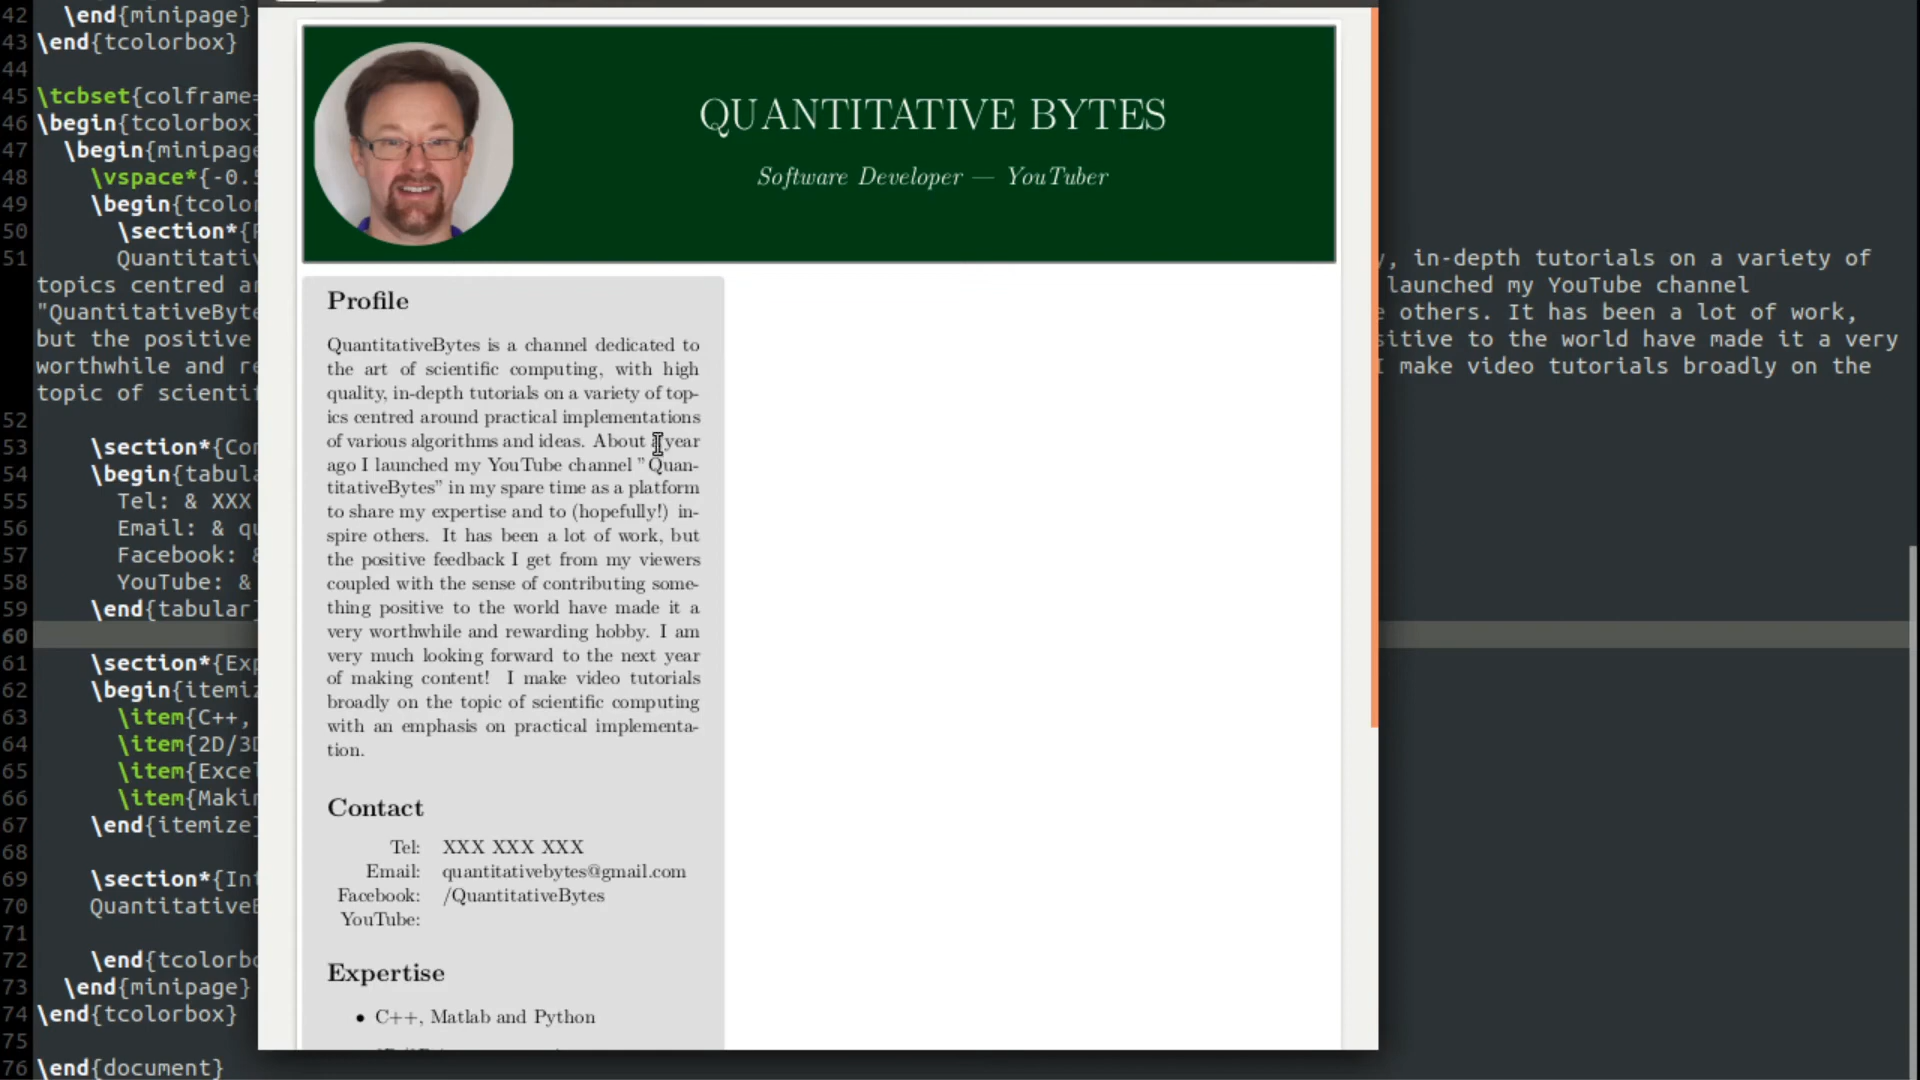 42 \end{minipage}
43 \end{tcolorbox}
44
45 \tcbset{colframe=
46 \begin{tcolorbox}
47 \begin{minipage
48 \vspace*{-0.5
49 \begin{tcolor
50 \section*{
51 Quantitativ
topics centred
"QuantitativeByte
but the positive
worthwhile and
topic of scientif
52
53 \section*{Con
54 \begin{tabula
55 Tel: & XXX
56 Email: & qu
57 Facebook: &
58 YouTube: &
59 \end{tabular}
60
61 \section*{Exp
62 \begin{itemiz
63 \item{C++,
64 \item{2D/3D
65 \item{Excel
66 \item{Makin
67 \end{itemize}
68
69 \section*{Int
70 QuantitativeB
71
72 \end{tcolorbo
73 \end{minipage}
74 \end{tcolorbox}
75
76 \end{document}
QUANTITATIVE BYTES
Software Developer — YouTuber
Profile
QuantitativeBytes is a channel dedicated to
the art of scientific computing, with high
quality, in-depth tutorials on a variety of top-
ics centred around practical implementations
of various algorithms and ideas. About a year
ago I launched my YouTube channel "Quan-
titativeBytes" in my spare time as a platform
to share my expertise and to (hopefully!) in-
spire others. It has been a lot of work, but
the positive feedback I get from my viewers
coupled with the sense of contributing some-
thing positive to the world have made it a
very worthwhile and rewarding hobby. I am
very much looking forward to the next year
of making content! I make video tutorials
broadly on the topic of scientific computing
with an emphasis on practical implementa-
tion.
Contact
Tel: XXX XXX XXX
Email: quantitativebytes@gmail.com
Facebook: /QuantitativeBytes
YouTube:
Expertise
• C++, Matlab and Python
, in-depth tutorials on a variety of
launched my YouTube channel
others. It has been a lot of work,
sitive to the world have made it a very
I make video tutorials broadly on the